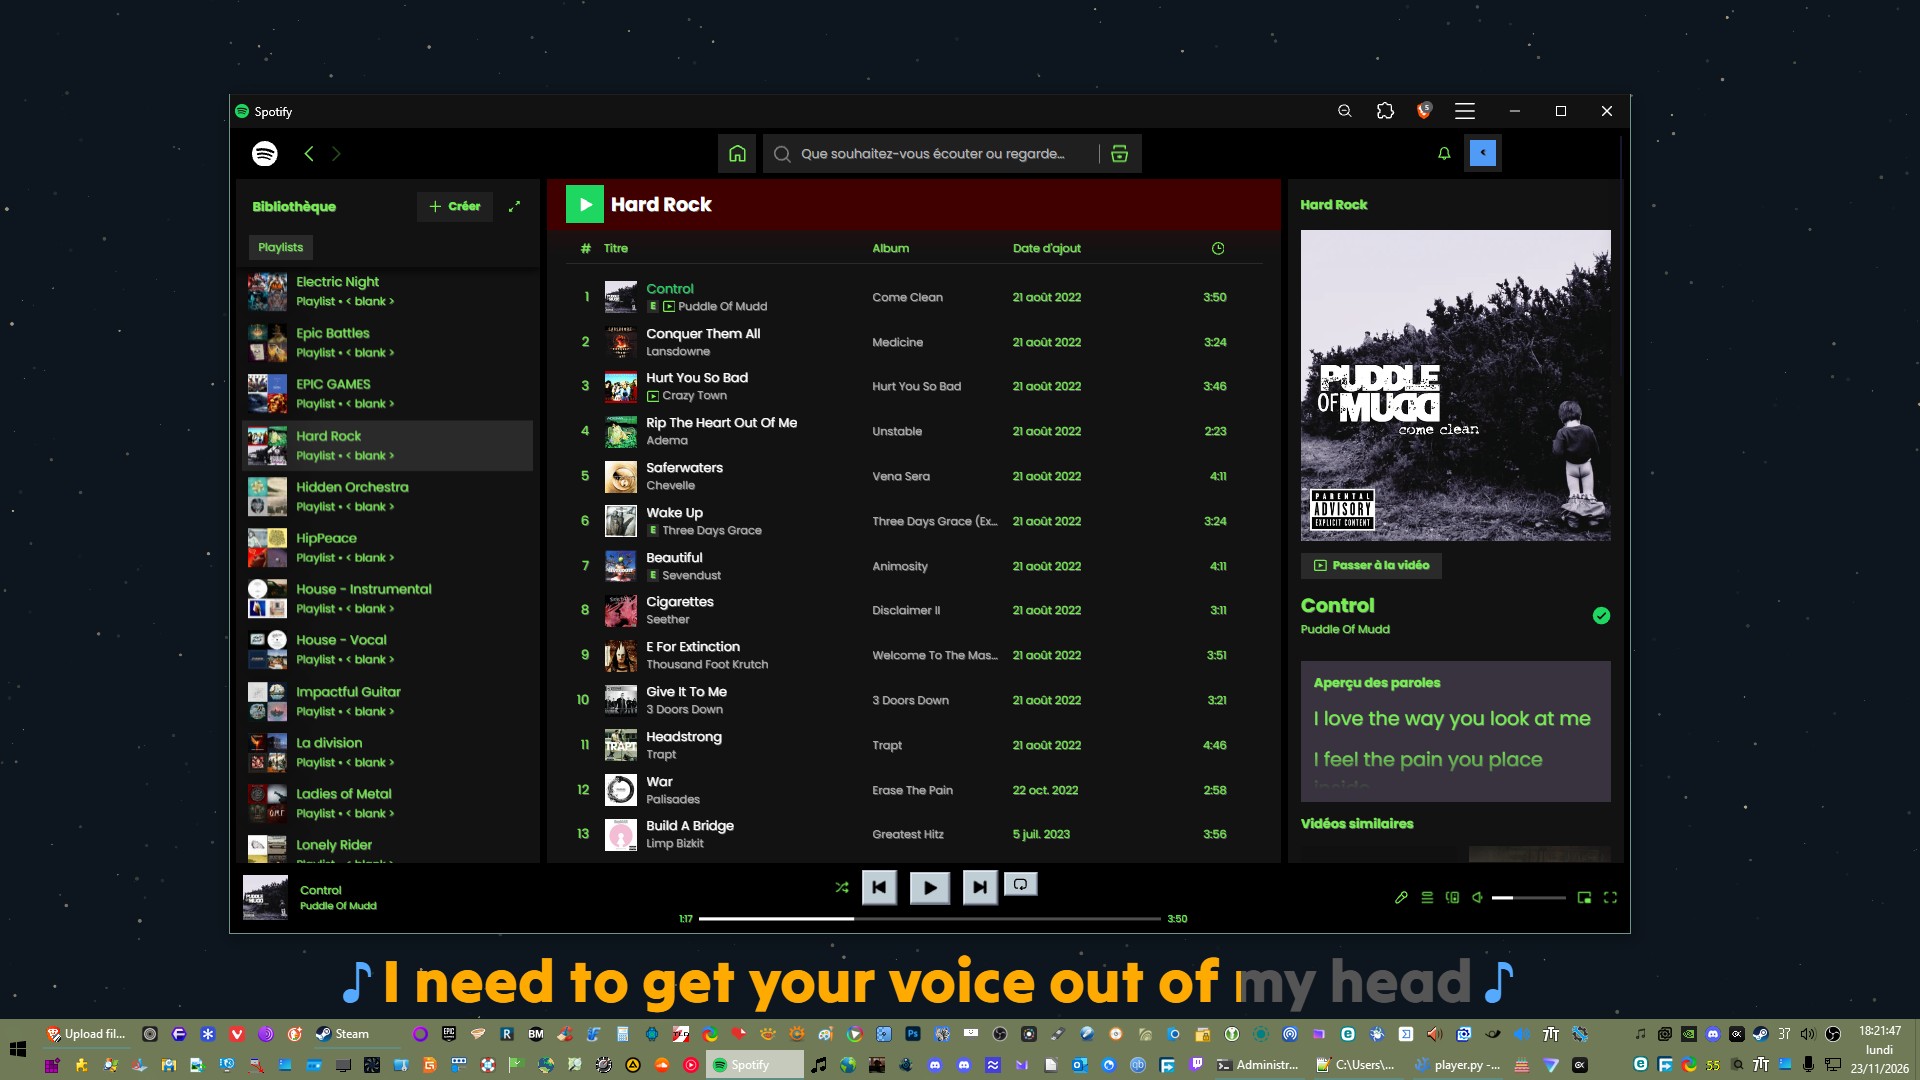 Spotify
Que souhaitez-vous écouter ou regarde...
Bibliothèque
Créer
Playlists
Electric Night
Playlist • < blank >
Epic Battles
Playlist • < blank >
EPIC GAMES
Playlist • < blank >
Hard Rock
Playlist • < blank >
Hidden Orchestra
Playlist • < blank >
HipPeace
Playlist • < blank >
House - Instrumental
Playlist • < blank >
House - Vocal
Playlist • < blank >
Impactful Guitar
Playlist • < blank >
La division
Playlist • < blank >
Ladies of Metal
Playlist • < blank >
Lonely Rider
Hard Rock
# Titre Album Date d'ajout
1 Control Come Clean 21 août 2022 3:50
E Puddle Of Mudd
2 Conquer Them All Medicine 21 août 2022 3:24
Lansdowne
3 Hurt You So Bad Hurt You So Bad 21 août 2022 3:46
Crazy Town
4 Rip The Heart Out Of Me Unstable 21 août 2022 2:23
Adema
5 Saferwaters Vena Sera 21 août 2022 4:11
Chevelle
6 Wake Up Three Days Grace (Ex... 21 août 2022 3:24
E Three Days Grace
7 Beautiful Animosity 21 août 2022 4:11
E Sevendust
8 Cigarettes Disclaimer II 21 août 2022 3:11
Seether
9 E For Extinction Welcome To The Mas... 21 août 2022 3:51
Thousand Foot Krutch
10 Give It To Me 3 Doors Down 21 août 2022 3:21
3 Doors Down
11 Headstrong Trapt 21 août 2022 4:46
Trapt
12 War Erase The Pain 22 oct. 2022 2:58
Palisades
13 Build A Bridge Greatest Hitz 5 juil. 2023 3:56
Limp Bizkit
Hard Rock
PUDDLE
OF MUDD
come clean
PARENTAL
ADVISORY
EXPLICIT CONTENT
Passer à la vidéo
Control
Puddle Of Mudd
Aperçu des paroles
I love the way you look at me
I feel the pain you place
inside
Vidéos similaires
Control
Puddle Of Mudd
1:17 3:50
♪ I need to get your voice out of my head ♪
Upload fil... Steam 37 18:21:47
lundi
Spotify Administr... C:\Users\... player.py -... 55 23/11/2026